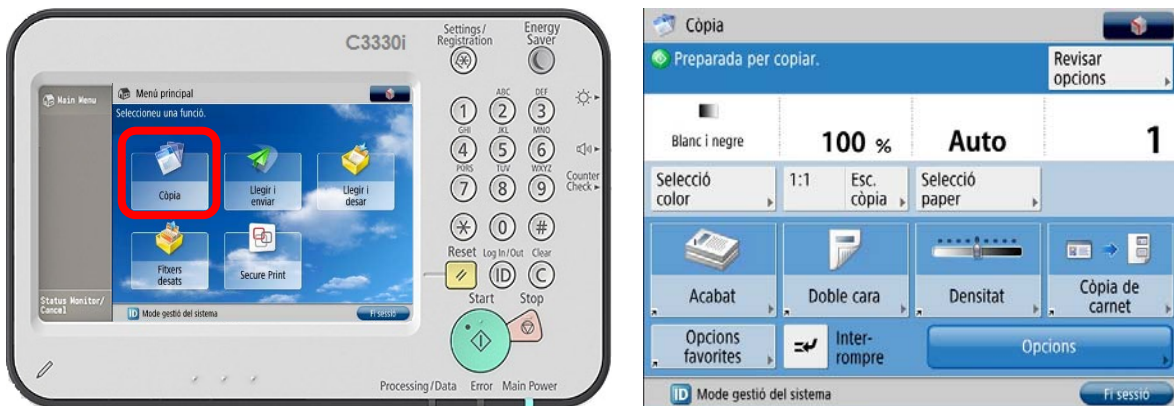 C3330i
Settings/
Registration
Energy
Saver
Main Menu
Menú principal
Seleccioneu una funció.
Còpia
Llegir i
enviar
Llegir i
desar
Fitxers
desats
Secure Print
Status Monitor/
Cancel
ID Mode gestió del sistema
Fi sessió
ABC
DEF
1
2
3
GHI
JKL
MNO
4
5
6
PQRS
TUV
WXYZ
7
8
9
Counter
Check
0
#
Reset
Log In/Out
Clear
ID
C
Start
Stop
Processing/Data
Error
Main Power
Còpia
Preparada per copiar.
Revisar
opcions
Blanc i negre
100 %
Auto
1
Selecció
color
1:1
Esc.
còpia
Selecció
paper
Acabat
Doble cara
Densitat
Còpia de
carnet
Opcions
favorites
Inter-
rompre
Opcions
ID Mode gestió del sistema
Fi sessió